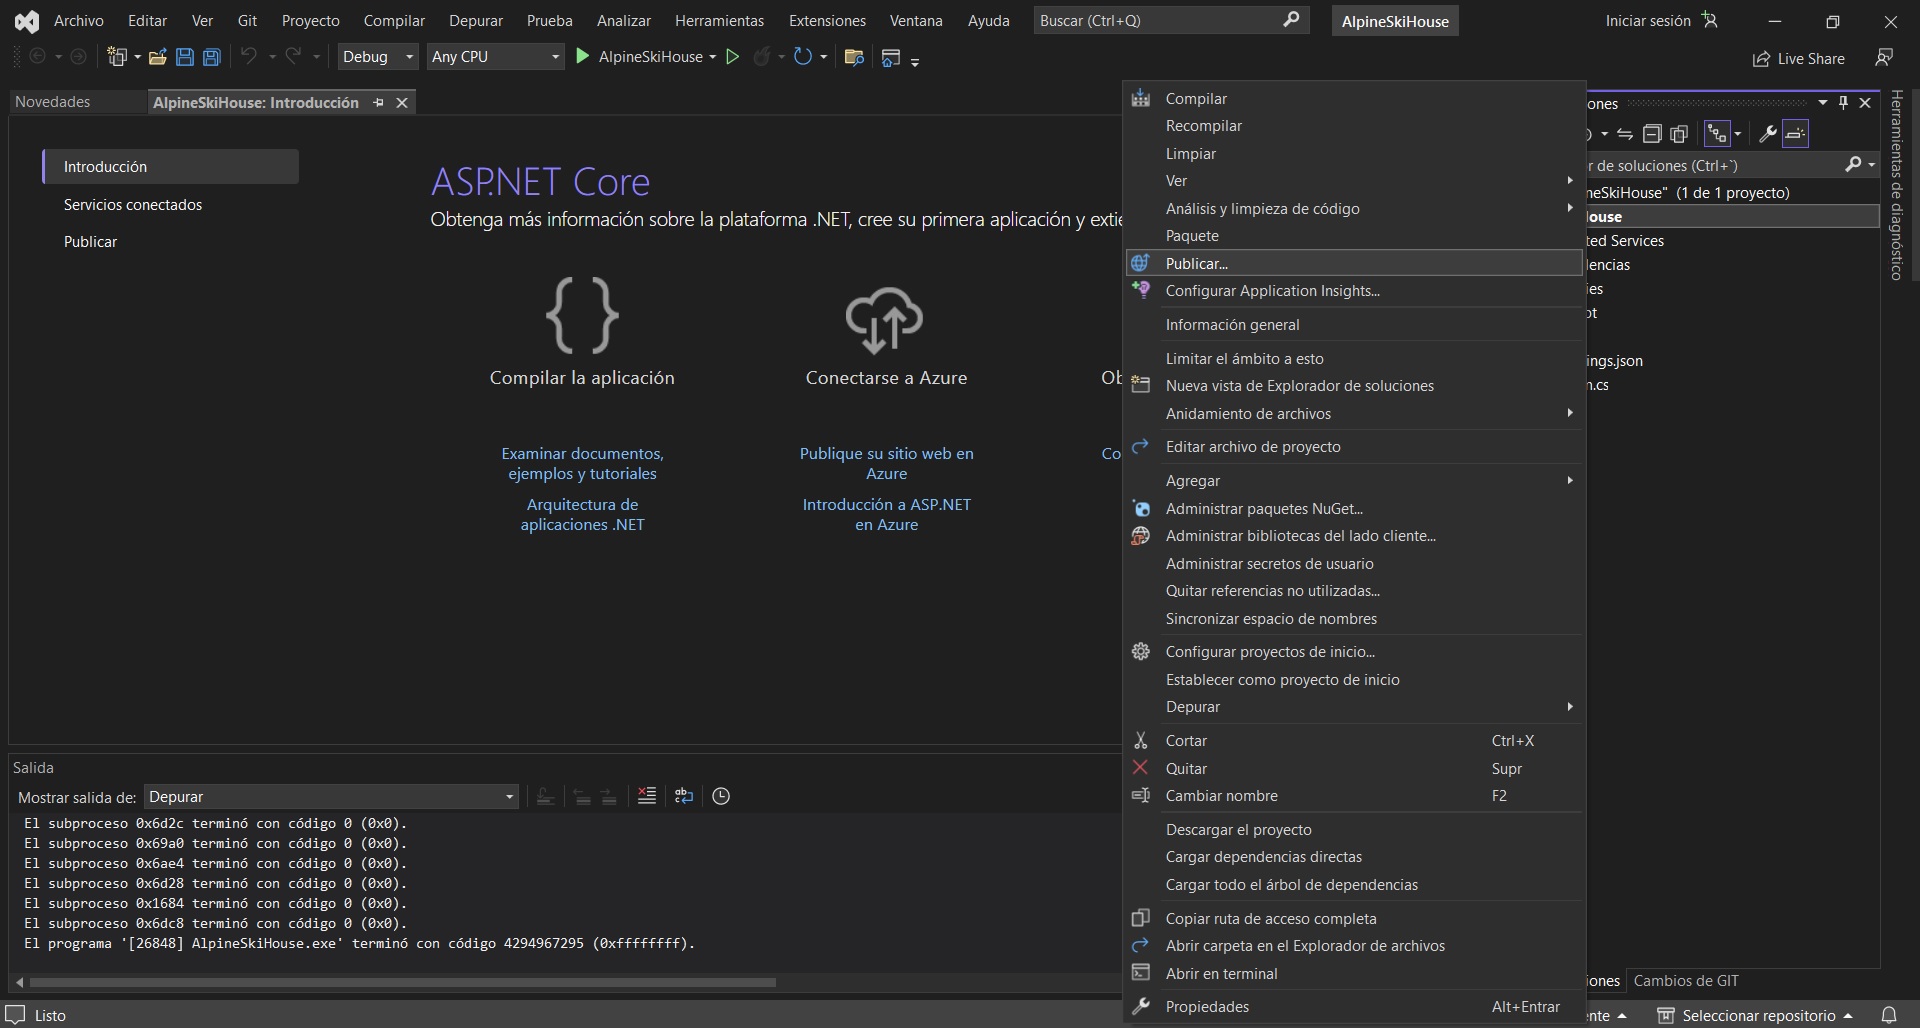 Archivo Editar Ver Git Proyecto Compilar Depurar Prueba Analizar Herramientas Extensiones Ventana Ayuda Buscar (Ctrl+Q) AlpineSkiHouse Iniciar sesión
Debug Any CPU AlpineSkiHouse Live Share
Novedades AlpineSkiHouse: Introducción
Introducción
Servicios conectados
Publicar
ASP.NET Core
Obtenga más información sobre la plataforma .NET, cree su primera aplicación y extie
Compilar la aplicación
Conectarse a Azure
Ob
Examinar documentos,
ejemplos y tutoriales
Arquitectura de
aplicaciones .NET
Publique su sitio web en
Azure
Introducción a ASP.NET
en Azure
Co
Compilar
Recompilar
Limpiar
Ver
Análisis y limpieza de código
Paquete
Publicar...
Configurar Application Insights...
Información general
Limitar el ámbito a esto
Nueva vista de Explorador de soluciones
Anidamiento de archivos
Editar archivo de proyecto
Agregar
Administrar paquetes NuGet...
Administrar bibliotecas del lado cliente...
Administrar secretos de usuario
Quitar referencias no utilizadas...
Sincronizar espacio de nombres
Configurar proyectos de inicio...
Establecer como proyecto de inicio
Depurar
Cortar Ctrl+X
Quitar Supr
Cambiar nombre F2
Descargar el proyecto
Cargar dependencias directas
Cargar todo el árbol de dependencias
Copiar ruta de acceso completa
Abrir carpeta en el Explorador de archivos
Abrir en terminal
Propiedades Alt+Entrar
ones
r de soluciones (Ctrl+`)
neSkiHouse" (1 de 1 proyecto)
House
ted Services
lencias
ies
ot
ings.json
n.cs
iones Cambios de GIT
Herramientas de diagnóstico
Salida
Mostrar salida de: Depurar
El subproceso 0x6d2c terminó con código 0 (0x0).
El subproceso 0x69a0 terminó con código 0 (0x0).
El subproceso 0x6ae4 terminó con código 0 (0x0).
El subproceso 0x6d28 terminó con código 0 (0x0).
El subproceso 0x1684 terminó con código 0 (0x0).
El subproceso 0x6dc8 terminó con código 0 (0x0).
El programa '[26848] AlpineSkiHouse.exe' terminó con código 4294967295 (0xffffffff).
Listo
ente Seleccionar repositorio